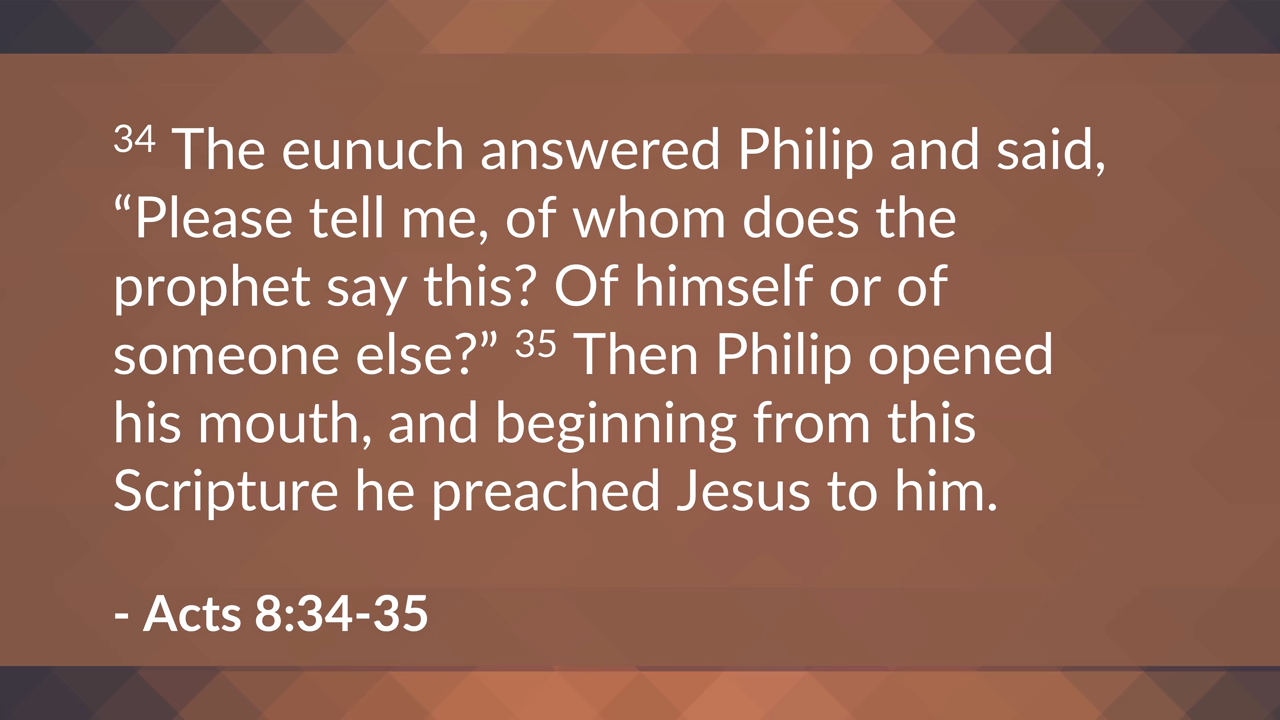 34 The eunuch answered Philip and said,
“Please tell me, of whom does the
prophet say this? Of himself or of
someone else?” 35 Then Philip opened
his mouth, and beginning from this
Scripture he preached Jesus to him.
- Acts 8:34-35